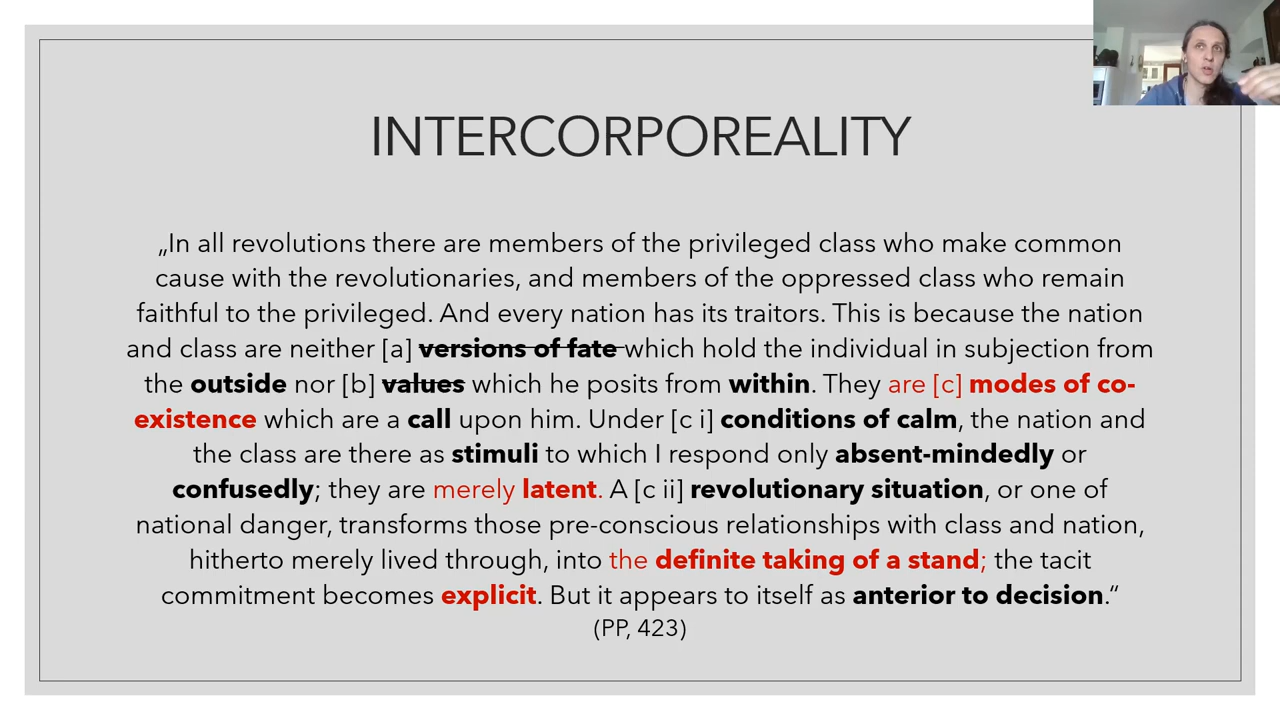 INTERCORPOREALITY
„In all revolutions there are members of the privileged class who make common
cause with the revolutionaries, and members of the oppressed class who remain
faithful to the privileged. And every nation has its traitors. This is because the nation
and class are neither [a] versions of fate which hold the individual in subjection from
the outside nor [b] values which he posits from within. They are [c] modes of co-
existence which are a call upon him. Under [c i] conditions of calm, the nation and
the class are there as stimuli to which I respond only absent-mindedly or
confusedly; they are merely latent. A [c ii] revolutionary situation, or one of
national danger, transforms those pre-conscious relationships with class and nation,
hitherto merely lived through, into the definite taking of a stand; the tacit
commitment becomes explicit. But it appears to itself as anterior to decision.“
(PP, 423)